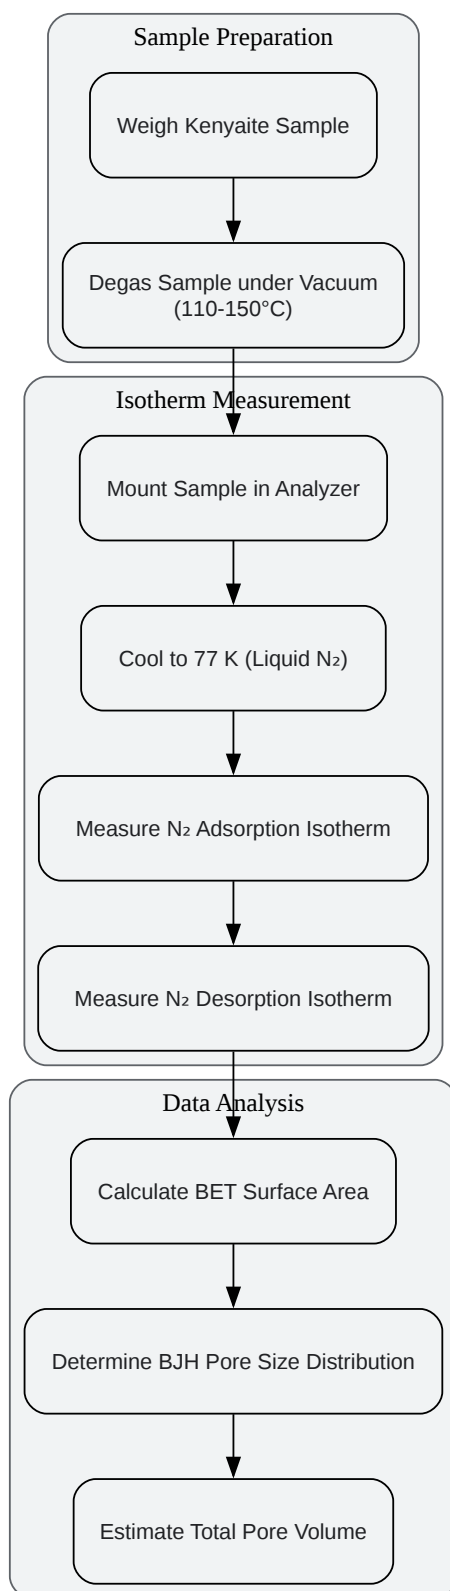 Sample Preparation
Weigh Kenyaite Sample
Degas Sample under Vacuum
(110-150°C)
Isotherm Measurement
Mount Sample in Analyzer
Cool to 77 K (Liquid N₂)
Measure N₂ Adsorption Isotherm
Measure N₂ Desorption Isotherm
Data Analysis
Calculate BET Surface Area
Determine BJH Pore Size Distribution
Estimate Total Pore Volume